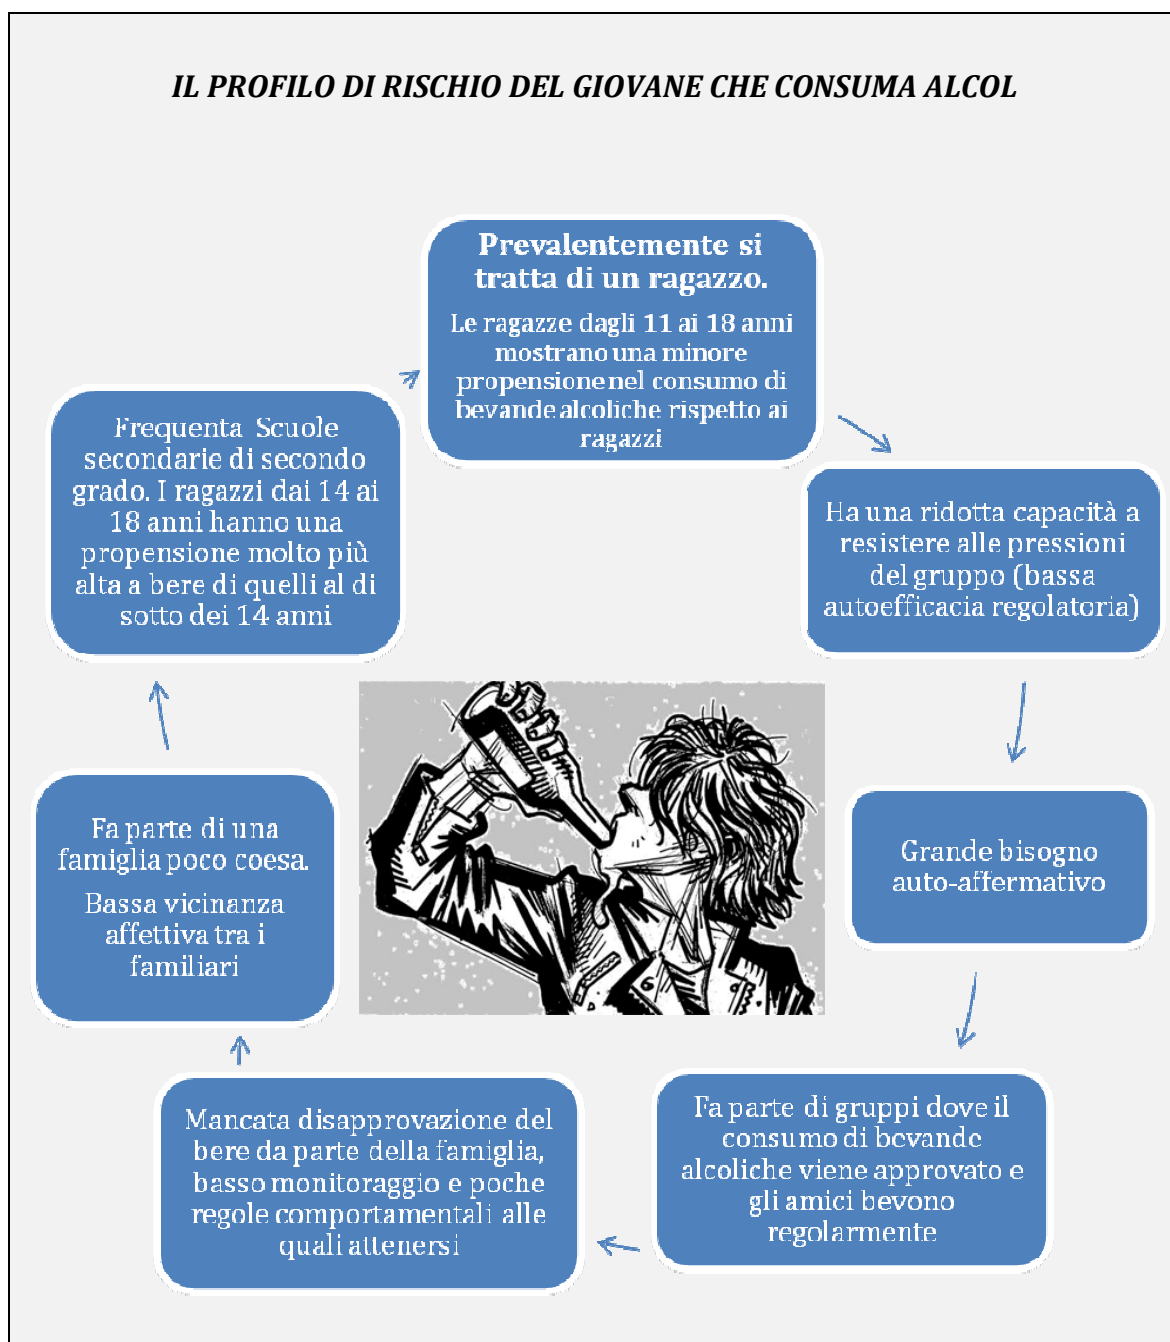 IL PROFILO DI RISCHIO DEL GIOVANE CHE CONSUMA ALCOL
Prevalentemente si
tratta di un ragazzo.
Le ragazze dagli 11 ai 18 anni
mostrano una minore
propensione nel consumo di
bevande alcoliche rispetto ai
ragazzi
Ha una ridotta capacità a
resistere alle pressioni
del gruppo (bassa
autoefficacia regolatoria)
Grande bisogno
auto-affermativo
Fa parte di gruppi dove il
consumo di bevande
alcoliche viene approvato e
gli amici bevono
regolarmente
Mancata disapprovazione del
bere da parte della famiglia,
basso monitoraggio e poche
regole comportamentali alle
quali attenersi
Fa parte di una
famiglia poco coesa.
Bassa vicinanza
affettiva tra i
familiari
Frequenta Scuole
secondarie di secondo
grado. I ragazzi dai 14 ai
18 anni hanno una
propensione molto più
alta a bere di quelli al di
sotto dei 14 anni